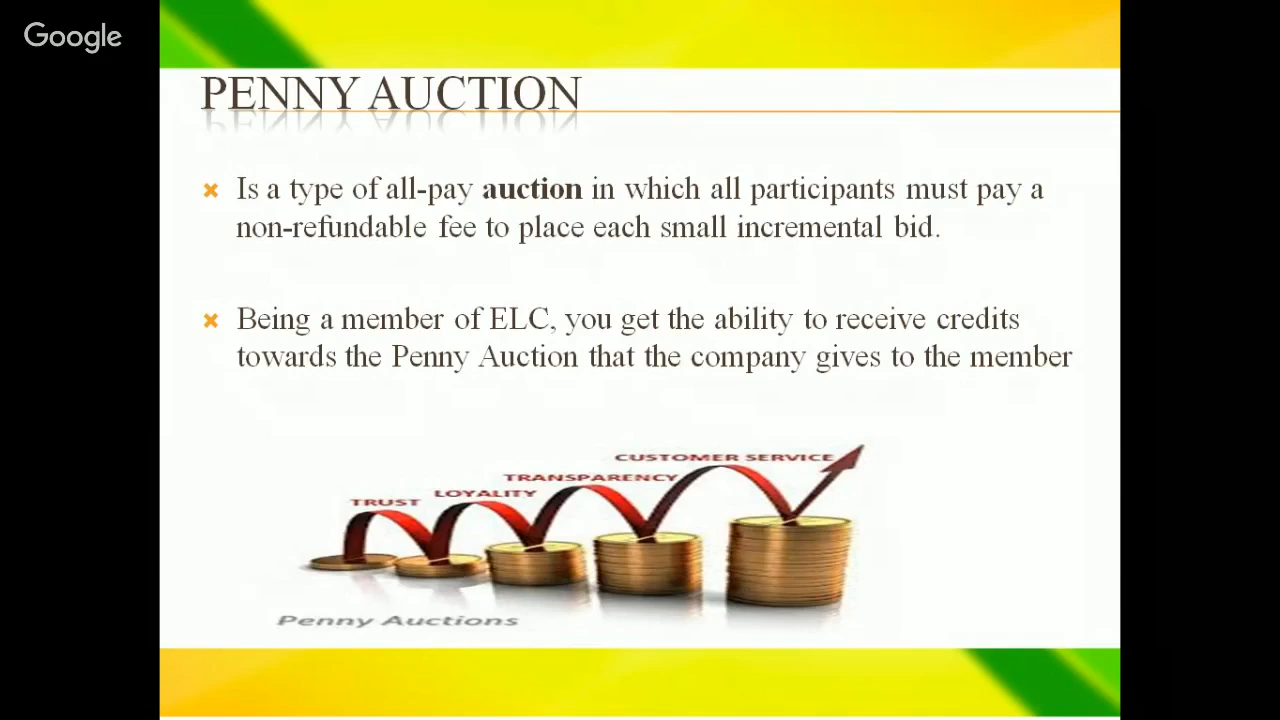 Google
PENNY AUCTION
Is a type of all-pay auction in which all participants must pay a
non-refundable fee to place each small incremental bid.
Being a member of ELC, you get the ability to receive credits
towards the Penny Auction that the company gives to the member
CUSTOMER SERVICE
TRANSPARENCY
LOYALITY
TRUST
Penny Auctions